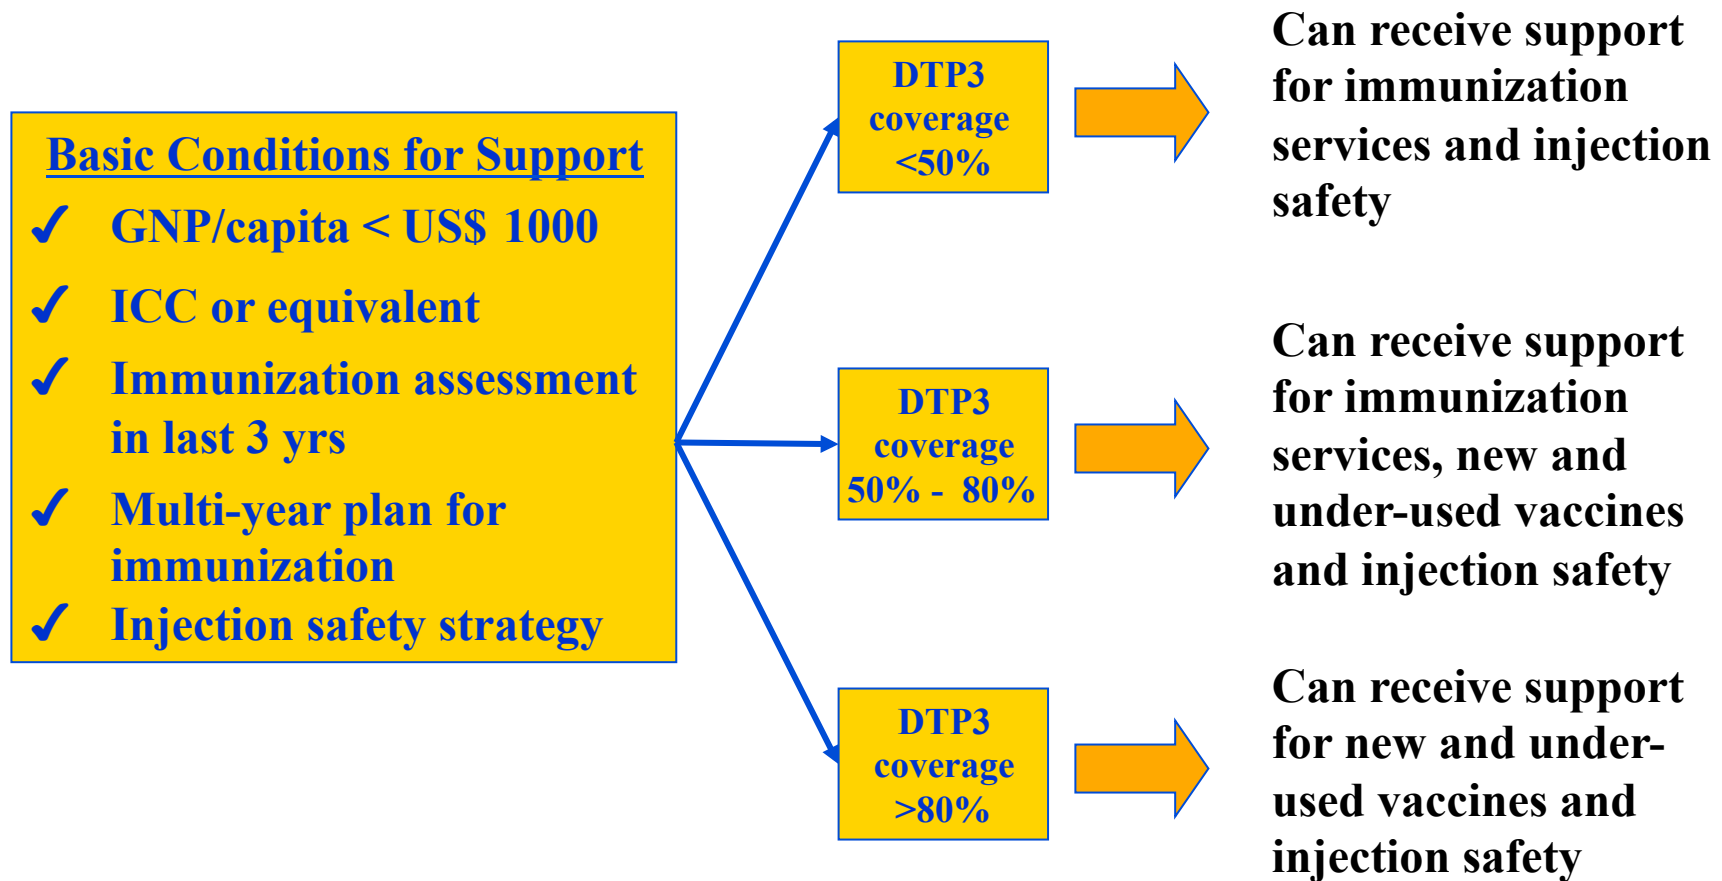 Basic Conditions for Support
✓ GNP/capita < US$ 1000
✓ ICC or equivalent
✓ Immunization assessment
in last 3 yrs
✓ Multi-year plan for
immunization
✓ Injection safety strategy
DTP3
coverage
<50%
Can receive support
for immunization
services and injection
safety
DTP3
coverage
50% - 80%
Can receive support
for immunization
services, new and
under-used vaccines
and injection safety
DTP3
coverage
>80%
Can receive support
for new and under-
used vaccines and
injection safety